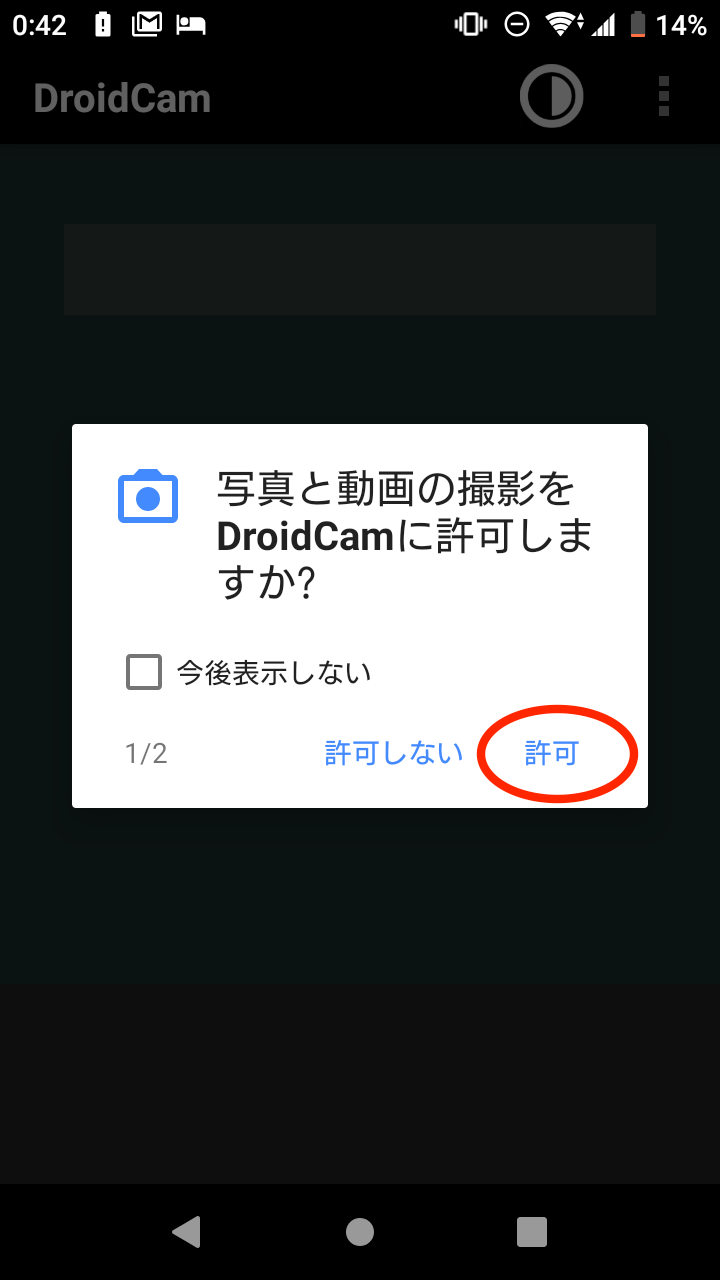 0:42 14%
DroidCam
写真と動画の撮影を
DroidCamに許可しま
すか?
今後表示しない
1/2 許可しない 許可